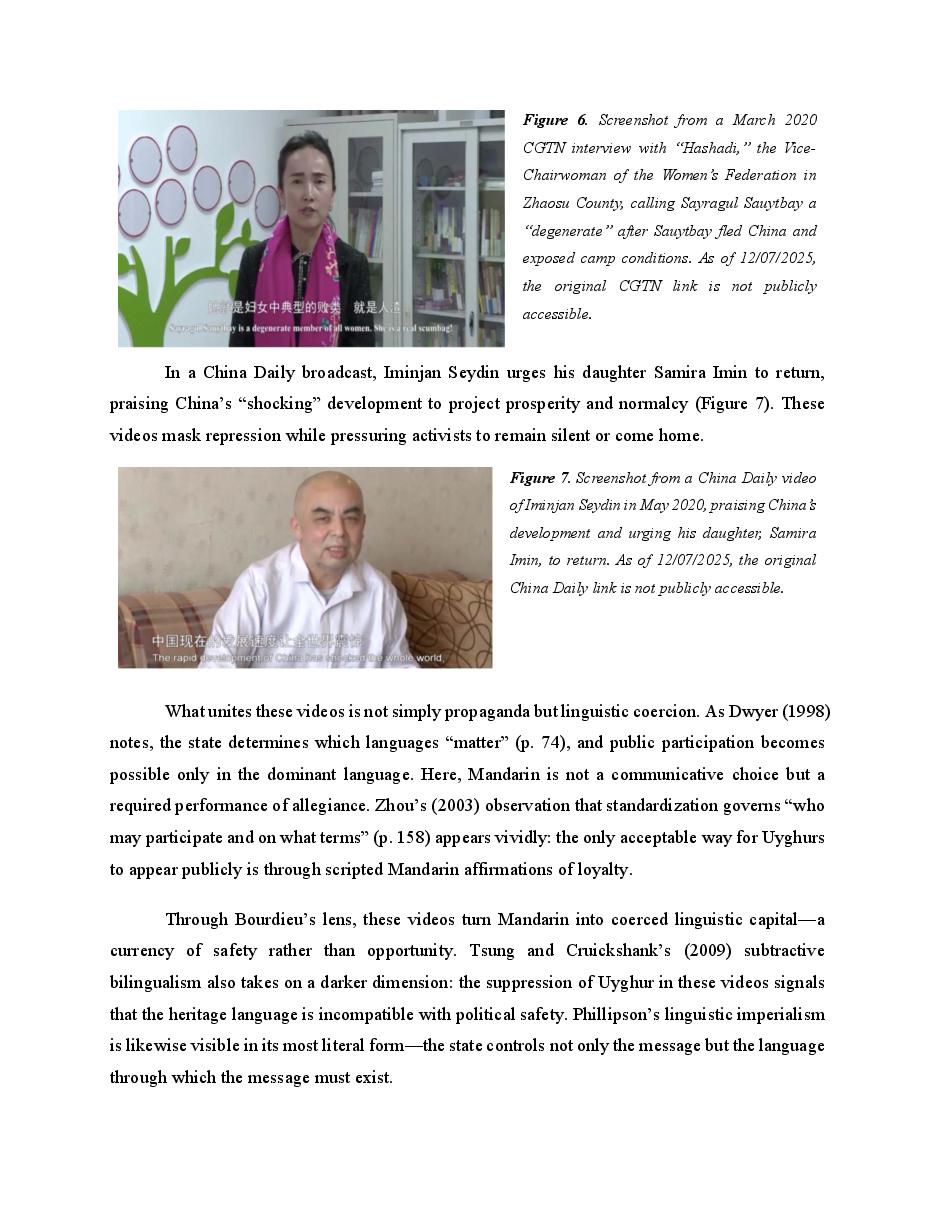 Figure 6. Screenshot from a March 2020
CGTN interview with “Hashadi,” the Vice-
Chairwoman of the Women’s Federation in
Zhaosu County, calling Sayragul Sauytbay a
“degenerate” after Sauytbay fled China and
exposed camp conditions. As of 12/07/2025,
the original CGTN link is not publicly
accessible.
是妇女中典型的败类 就是人渣
Sayragul Sauytbay is a degenerate member of all women. She is a real scumbag!
In a China Daily broadcast, Iminjan Seydin urges his daughter Samira Imin to return,
praising China’s “shocking” development to project prosperity and normalcy (Figure 7). These
videos mask repression while pressuring activists to remain silent or come home.
Figure 7. Screenshot from a China Daily video
of Iminjan Seydin in May 2020, praising China’s
development and urging his daughter, Samira
Imin, to return. As of 12/07/2025, the original
China Daily link is not publicly accessible.
中国现在的发展速度让全世界震惊
The rapid development of China has shocked the whole world,
What unites these videos is not simply propaganda but linguistic coercion. As Dwyer (1998)
notes, the state determines which languages “matter” (p. 74), and public participation becomes
possible only in the dominant language. Here, Mandarin is not a communicative choice but a
required performance of allegiance. Zhou’s (2003) observation that standardization governs “who
may participate and on what terms” (p. 158) appears vividly: the only acceptable way for Uyghurs
to appear publicly is through scripted Mandarin affirmations of loyalty.
Through Bourdieu’s lens, these videos turn Mandarin into coerced linguistic capital—a
currency of safety rather than opportunity. Tsung and Cruickshank’s (2009) subtractive
bilingualism also takes on a darker dimension: the suppression of Uyghur in these videos signals
that the heritage language is incompatible with political safety. Phillipson’s linguistic imperialism
is likewise visible in its most literal form—the state controls not only the message but the language
through which the message must exist.